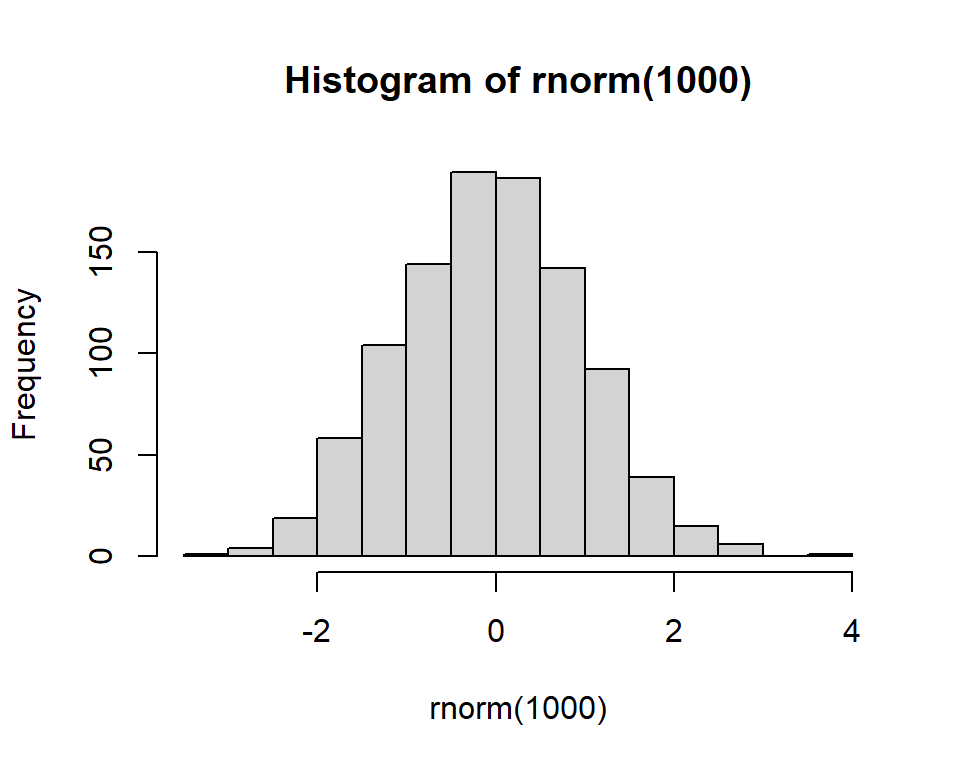 Histogram of rnorm(1000)
Frequency
150
100
50
0
-2 0 2 4
rnorm(1000)